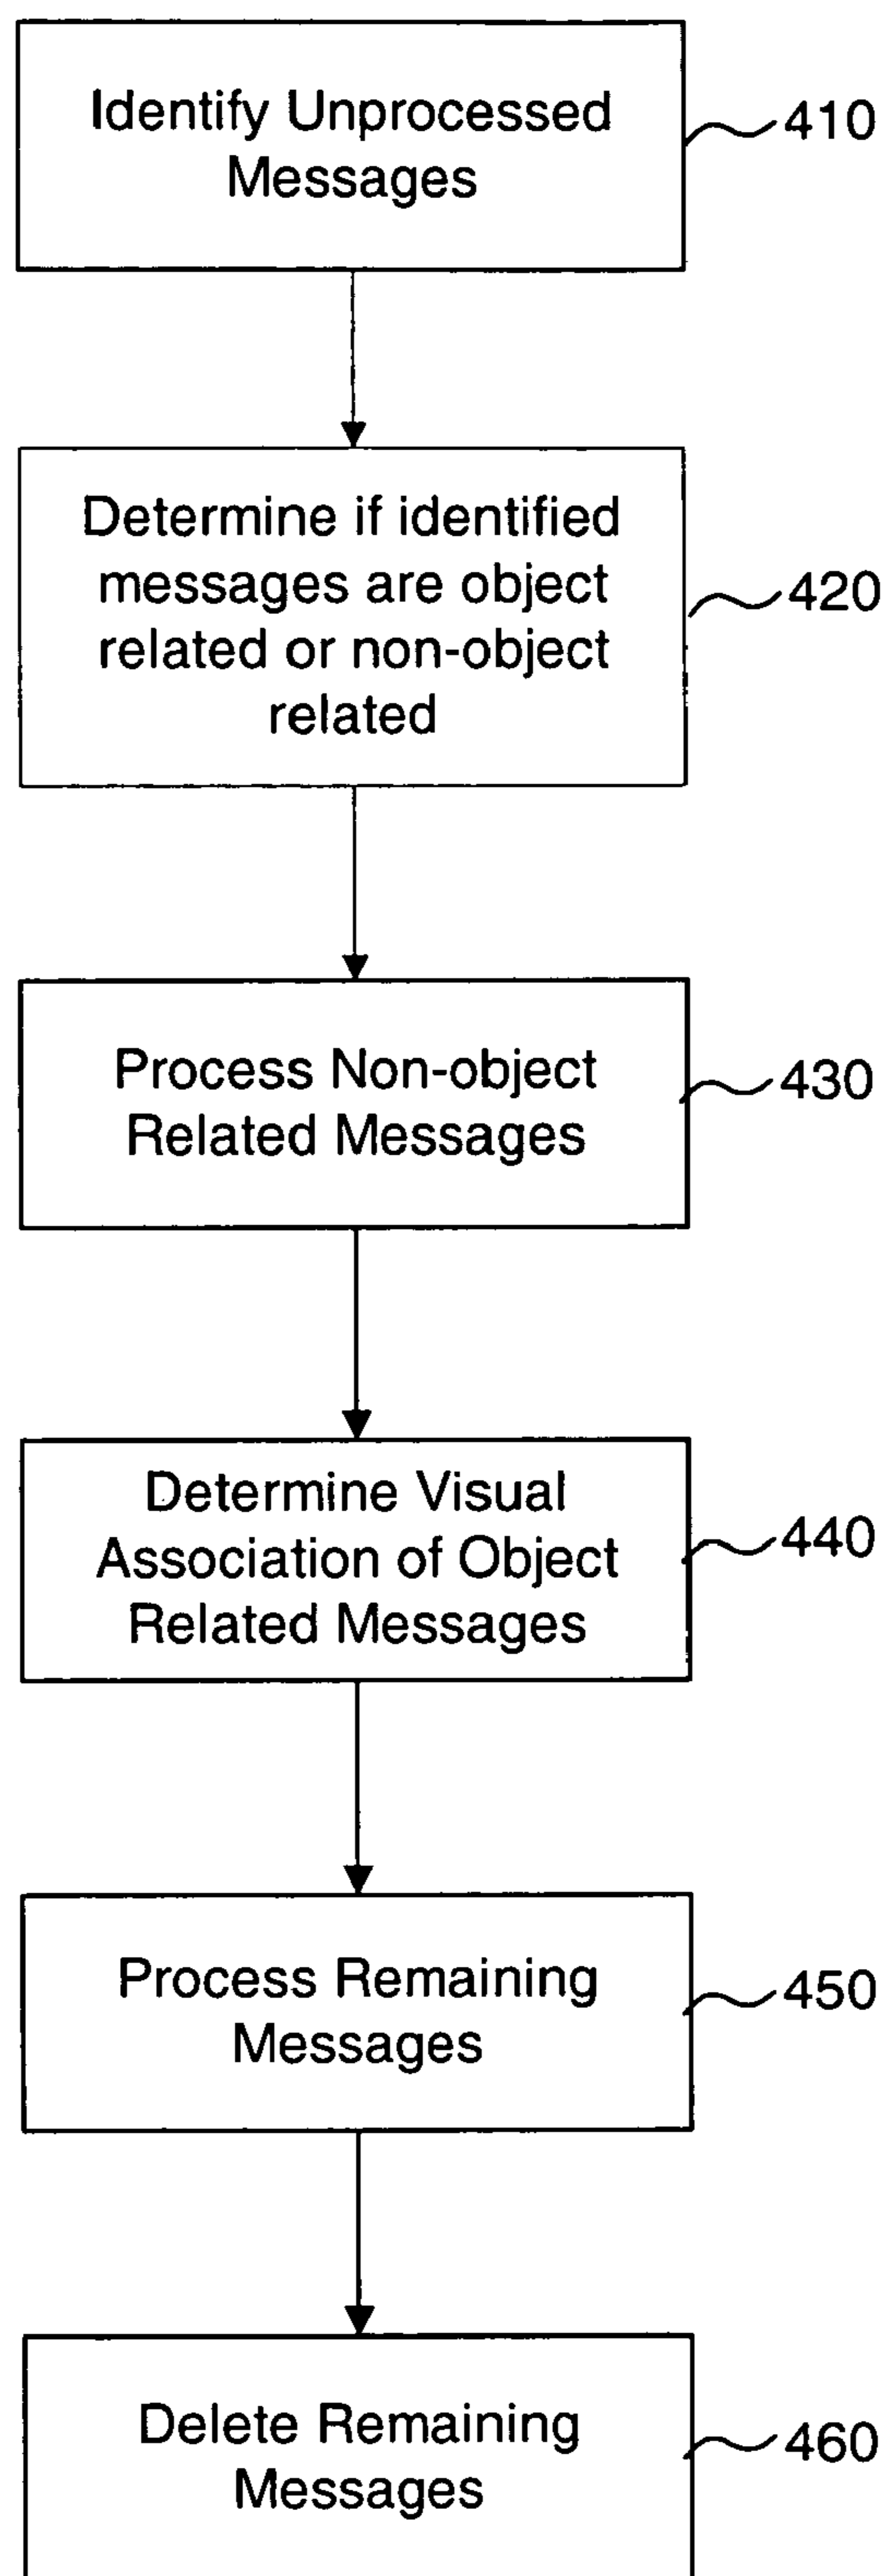 Identify Unprocessed
Messages
410
Determine if identified
messages are object
related or non-object
related
420
Process Non-object
Related Messages
430
Determine Visual
Association of Object
Related Messages
440
Process Remaining
Messages
450
Delete Remaining
Messages
460